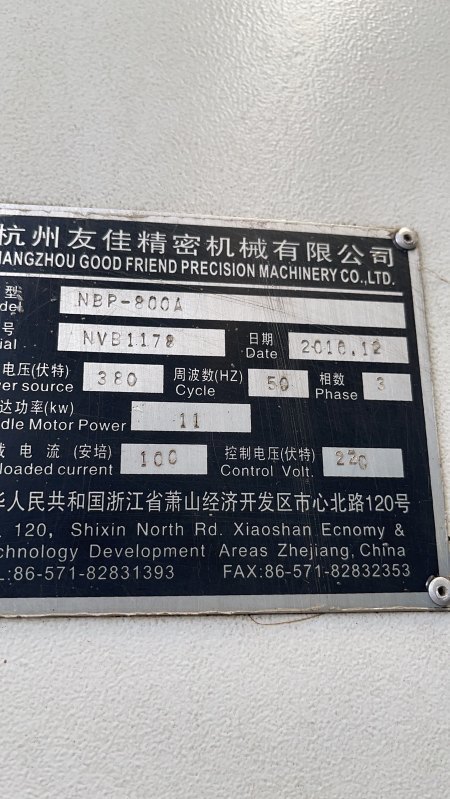 杭州友佳精密机械有限公司
HANGZHOU GOOD FRIEND PRECISION MACHINERY CO.,LTD.
型 NBP-800A
del
号 NVB1178 日期 2010.12
ial Date
电压(伏特) 380 周波数(HZ) 50 相数 3
wer source Cycle Phase
达功率(kw) 11
dle Motor Power
电流(安培) 100 控制电压(伏特) 220
loaded current Control Volt.
华人民共和国浙江省萧山经济开发区市心北路120号
. 120, Shixin North Rd. Xiaoshan Ecnomy &
chnology Development Areas Zhejiang, China
L:86-571-82831393 FAX:86-571-82832353